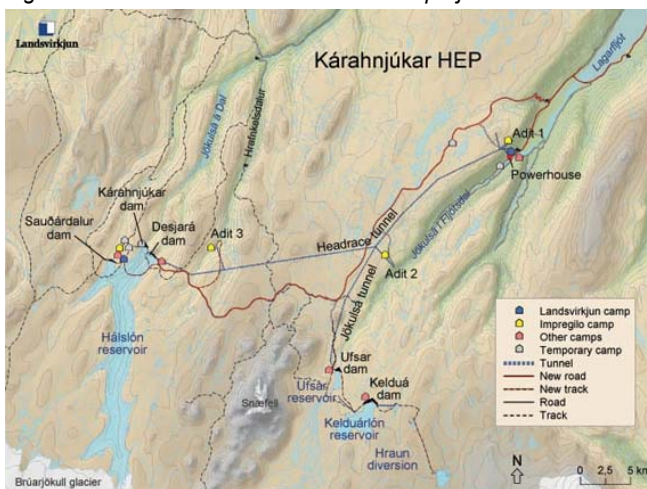 Landsvirkjun
Kárahnjúkar HEP
Lagarfljót
Jökulsá á Dal
Hrafnkelsdalur
Adit 1
Powerhouse
Kárahnjúkar
dam
Sauðárdalur
dam
Desjará
dam
Adit 3
Headrace tunnel
Jökulsá í Fljótsdal
Adit 2
Jökulsá tunnel
Hálslón
reservoir
Ufsar
dam
Ufsar
reservoir
Snæfell
Kelduá
dam
Kelduárlón
reservoir
Hraun
diversion
Brúarjökull glacier
Landsvirkjun camp
Impregilo camp
Other camps
Temporary camp
Tunnel
New road
New track
Road
Track
N
0 2,5 5 km